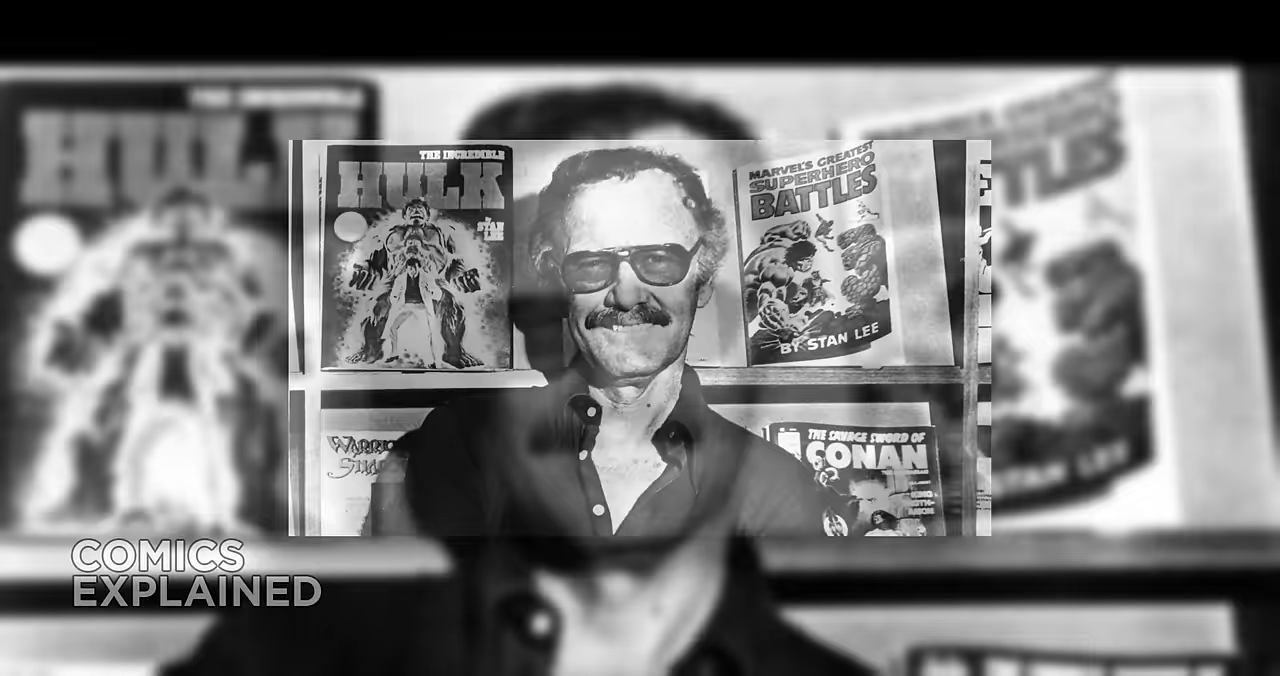 THE INCREDIBLE
HULK
BY STAN
LEE
MARVEL'S GREATEST
SUPERHERO
BATTLES
BY STAN LEE
THE SAVAGE SWORD OF
CONAN
COMICS
EXPLAINED